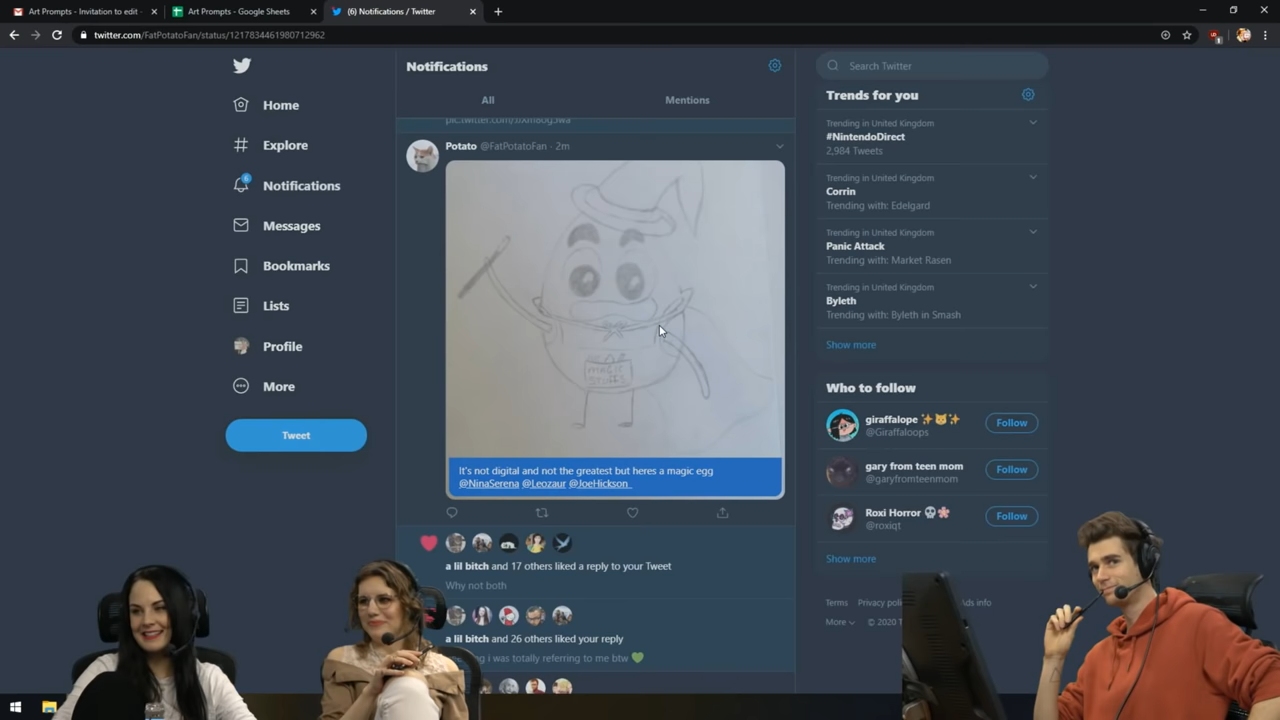 Art Prompts - Invitation to edit -
Art Prompts - Google Sheets
(6) Notifications / Twitter
twitter.com/FatPotatoFan/status/1217834461980712962
Home
Explore
6
Notifications
Messages
Bookmarks
Lists
Profile
More
Tweet
Notifications
All
Mentions
Potato @FatPotatoFan · 2m
MAGIC
STUFFS
It's not digital and not the greatest but heres a magic egg
@NinaSerena @Leozaur @JoeHickson_
a lil bitch and 17 others liked a reply to your Tweet
Why not both
a lil bitch and 26 others liked your reply
i was totally referring to me btw 💚
Search Twitter
Trends for you
Trending in United Kingdom
#NintendoDirect
2,984 Tweets
Trending in United Kingdom
Corrin
Trending with: Edelgard
Trending in United Kingdom
Panic Attack
Trending with: Market Rasen
Trending in United Kingdom
Byleth
Trending with: Byleth in Smash
Show more
Who to follow
giraffalope ✨🐱✨
@Giraffaloops
Follow
gary from teen mom
@garyfromteenmom
Follow
Roxi Horror 💀🌸
@roxiqt
Follow
Show more
Terms Privacy Ads info
More © 2020